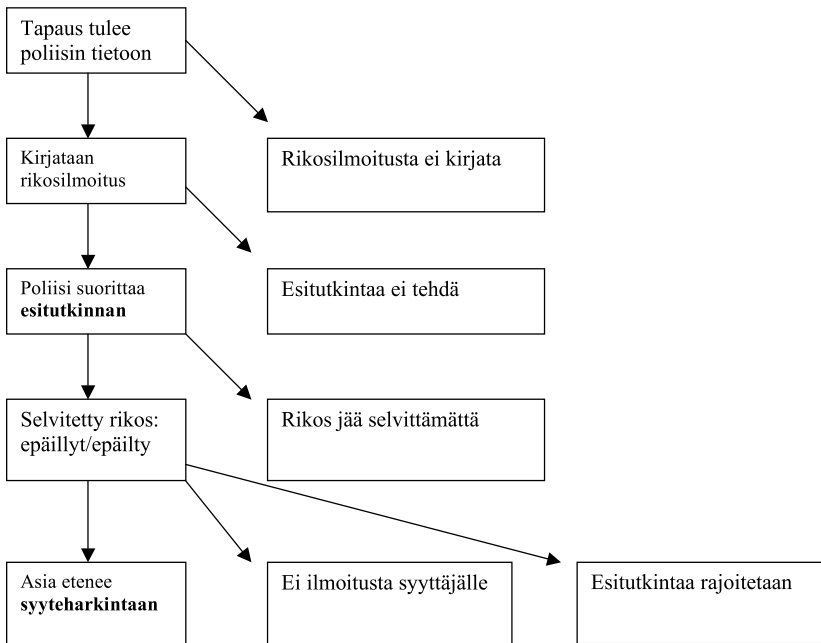 Tapaus tulee
poliisin tietoon
Kirjataan
rikosilmoitus
Rikosilmoitusta ei kirjata
Poliisi suorittaa
esitutkinnan
Esitutkintaa ei tehdä
Selvitetty rikos:
epäillyt/epäilty
Rikos jää selvittämättä
Asia etenee
syyteharkintaan
Ei ilmoitusta syyttäjälle
Esitutkintaa rajoitetaan